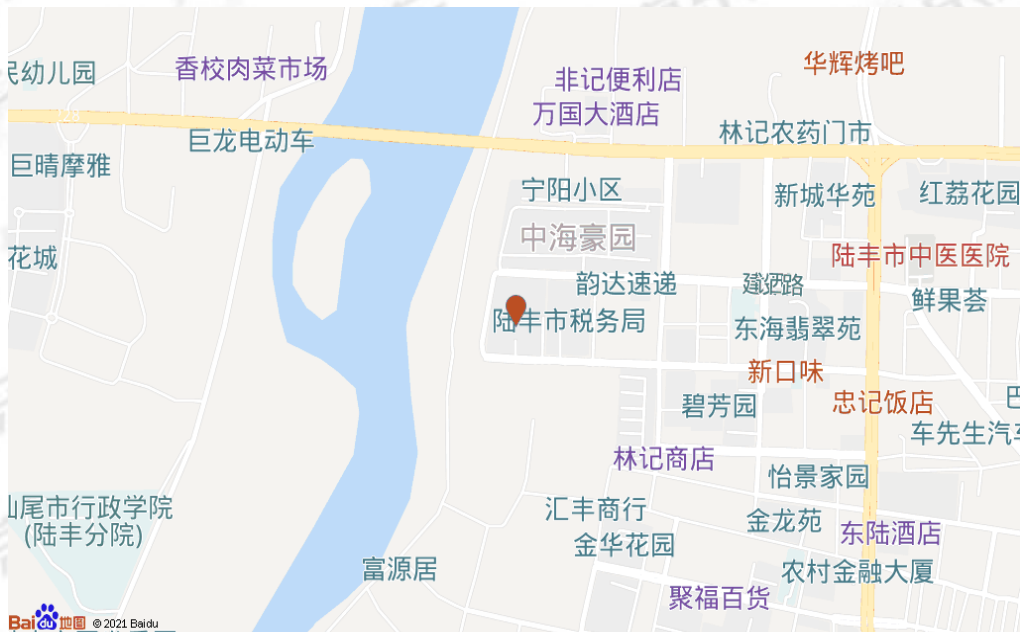 华辉烤吧
民幼儿园
香校肉菜市场
非记便利店
万国大酒店
128
巨龙电动车
林记农药门市
巨晴摩雅
宁阳小区
新城华苑
红荔花园
中海豪园
花城
陆丰市中医医院
韵达速递
鲜果荟
陆丰市税务局
东海翡翠苑
新口味
碧芳园
忠记饭店
车先生汽车
林记商店
怡景家园
汕尾市行政学院
(陆丰分院)
汇丰商行
金龙苑
东陆酒店
金华花园
富源居
农村金融大厦
聚福百货
Bai du 地图 © 2021 Baidu